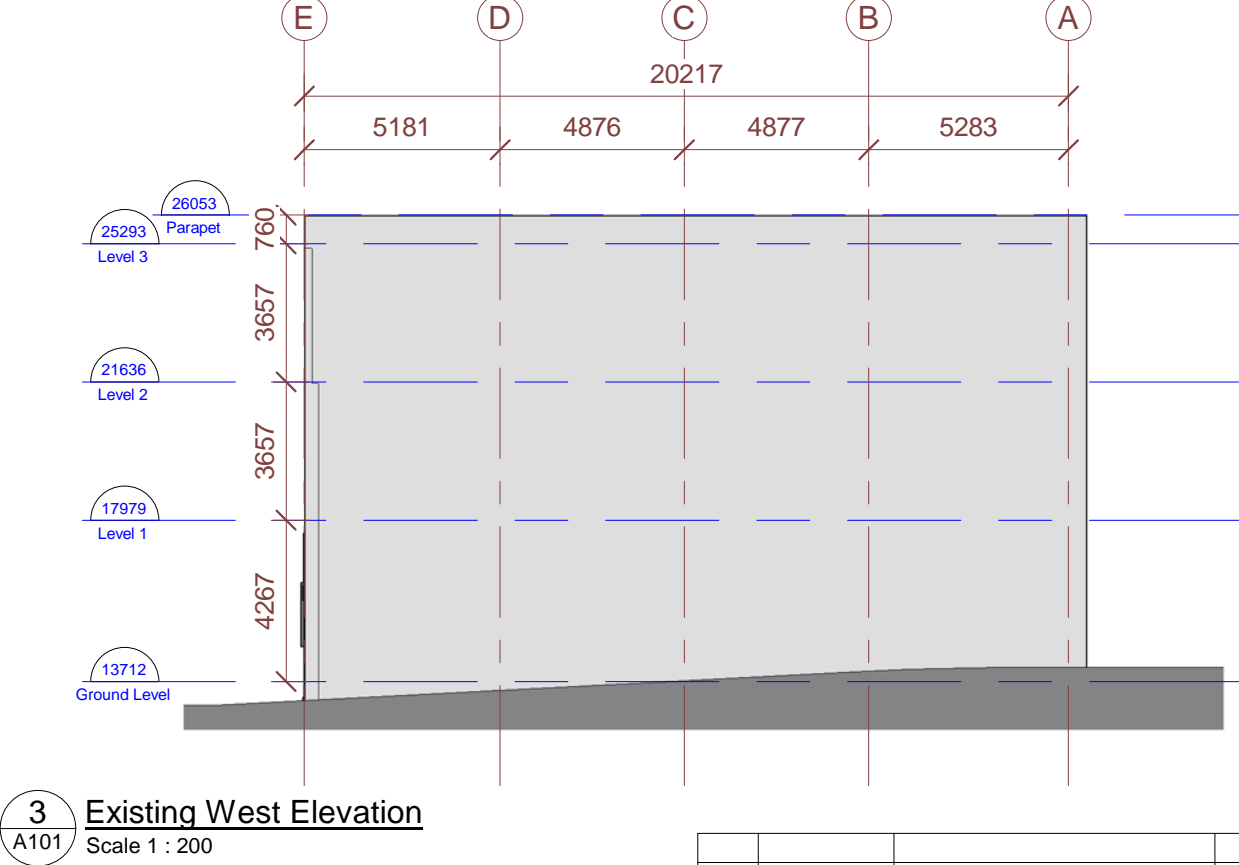 E D C B A
20217
5181 4876 4877 5283
26053
Parapet
760
25293
Level 3
3657
21636
Level 2
3657
17979
Level 1
4267
13712
Ground Level
3
A101
Existing West Elevation
Scale 1 : 200